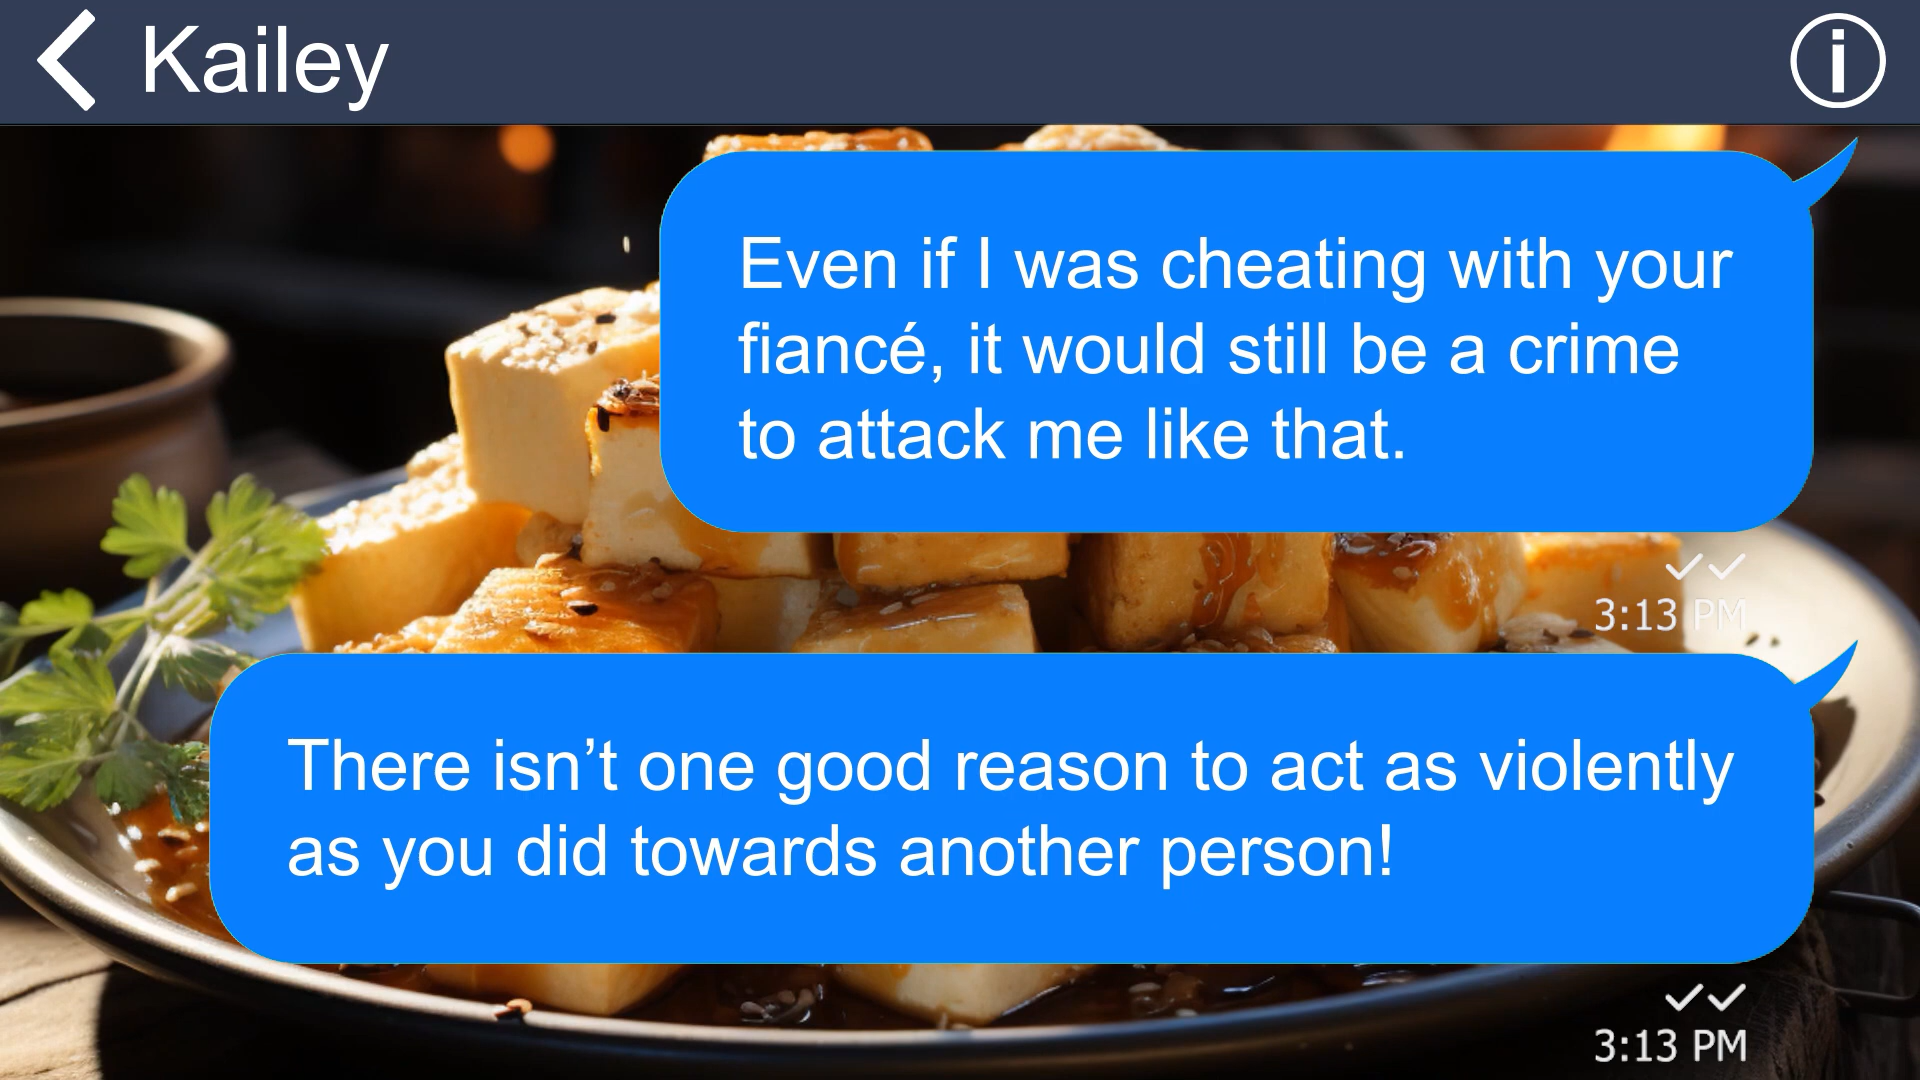 Kailey
Even if I was cheating with your
fiancé, it would still be a crime
to attack me like that.
3:13 PM
There isn’t one good reason to act as violently
as you did towards another person!
3:13 PM